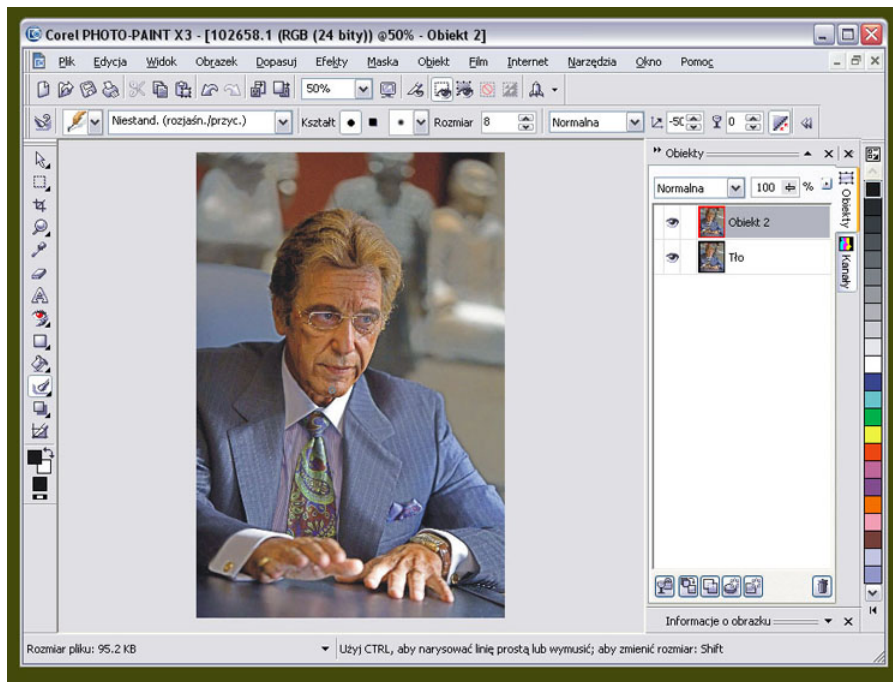 Corel PHOTO-PAINT X3 - [102658.1 (RGB (24 bity)) @50% - Obiekt 2]
Plik Edycja Widok Obrazek Dopasuj Efekty Maska Objekt Film Internet Narzędzia Okno Pomoc
50%
Niestand. (rozjaśn./przyc.) Kształt Rozmiar 8 Normalna -50 0
Obiekty
Normalna 100 %
Obiekt 2
Tło
Obiekty
Kanały
Informacje o obrazku
Rozmiar pliku: 95.2 KB Użyj CTRL, aby narysować linię prostą lub wymusić; aby zmienić rozmiar: Shift